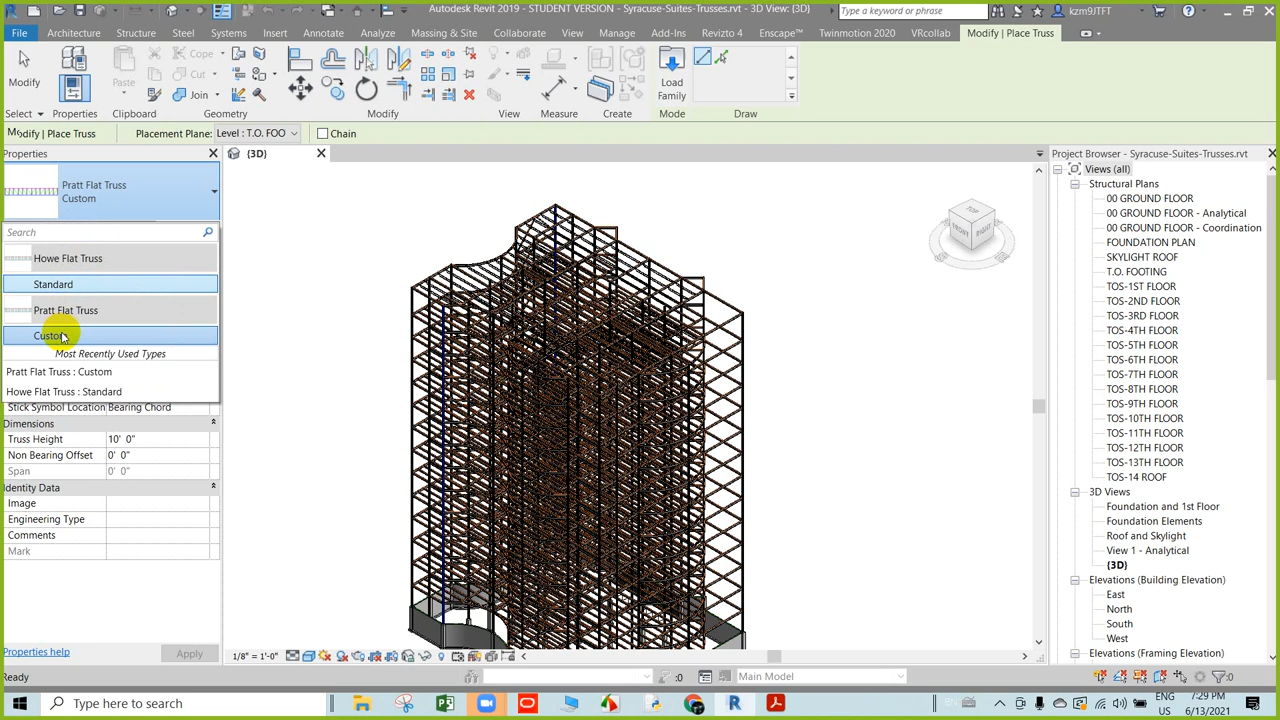 Autodesk Revit 2019 - STUDENT VERSION - Syracuse-Suites-Trusses.rvt - 3D View: {3D}
Type a keyword or phrase
kzm9JTFT
File Architecture Structure Steel Systems Insert Annotate Analyze Massing & Site Collaborate View Manage Add-Ins Revizto 4 Enscape™ Twinmotion 2020 VRcollab Modify | Place Truss
Modify
Paste
Cope
Cut
Join
Load
Family
Select Properties Clipboard Geometry Modify View Measure Create Mode Draw
Modify | Place Truss Placement Plane: Level : T.O. FOO Chain
Properties
{3D}
Project Browser - Syracuse-Suites-Trusses.rvt
Pratt Flat Truss
Custom
Search
Howe Flat Truss
Standard
Pratt Flat Truss
Custom
Most Recently Used Types
Pratt Flat Truss : Custom
Howe Flat Truss : Standard
Stick Symbol Location Bearing Chord
Dimensions
Truss Height 10' 0"
Non Bearing Offset 0' 0"
Span 0' 0"
Identity Data
Image
Engineering Type
Comments
Mark
Properties help
Apply
TOP
FRONT
RIGHT
Views (all)
Structural Plans
00 GROUND FLOOR
00 GROUND FLOOR - Analytical
00 GROUND FLOOR - Coordination
FOUNDATION PLAN
SKYLIGHT ROOF
T.O. FOOTING
TOS-1ST FLOOR
TOS-2ND FLOOR
TOS-3RD FLOOR
TOS-4TH FLOOR
TOS-5TH FLOOR
TOS-6TH FLOOR
TOS-7TH FLOOR
TOS-8TH FLOOR
TOS-9TH FLOOR
TOS-10TH FLOOR
TOS-11TH FLOOR
TOS-12TH FLOOR
TOS-13TH FLOOR
TOS-14 ROOF
3D Views
Foundation and 1st Floor
Foundation Elements
Roof and Skylight
View 1 - Analytical
{3D}
Elevations (Building Elevation)
East
North
South
West
Elevations (Framing Elevation)
1/8" = 1'-0"
Ready
:0
Main Model
:0
Type here to search
ENG
US
7:29 PM
6/13/2021